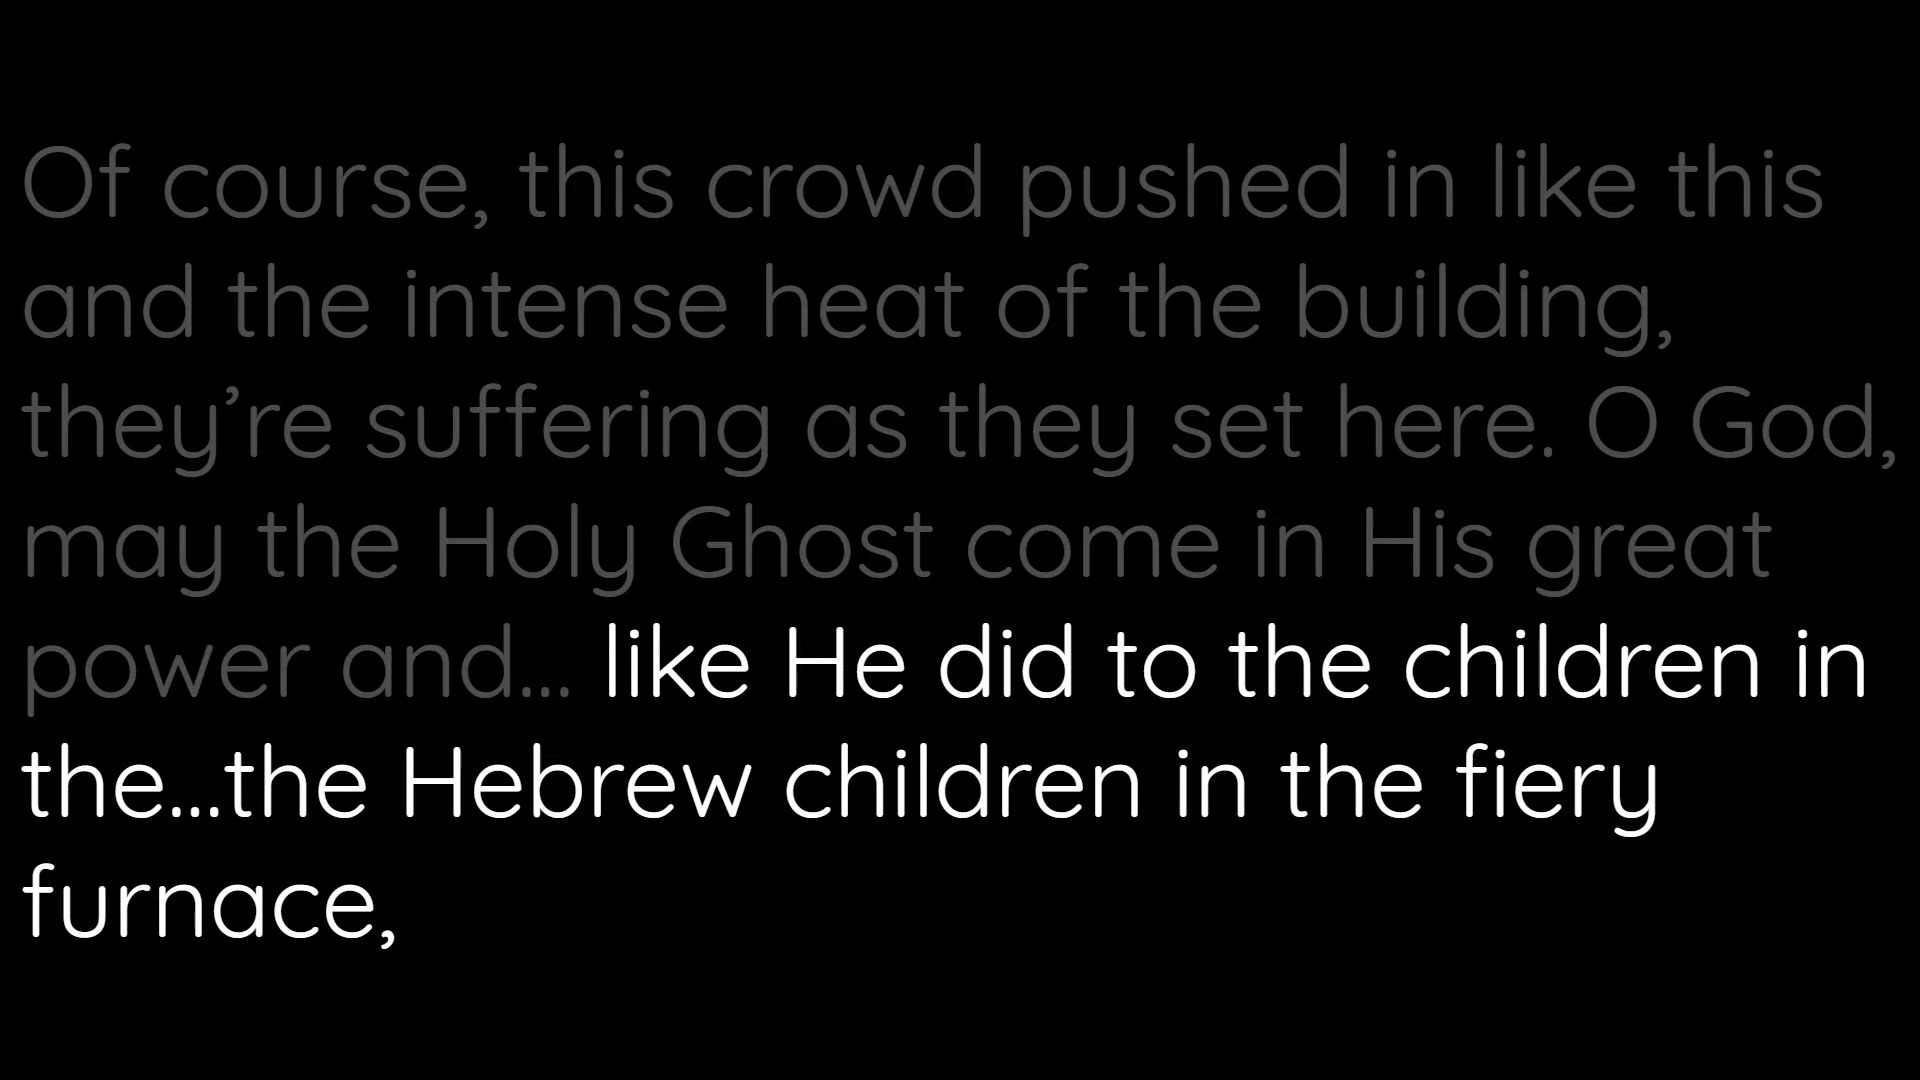 Of course, this crowd pushed in like this
and the intense heat of the building,
they’re suffering as they set here. O God,
may the Holy Ghost come in His great
power and... like He did to the children in
the...the Hebrew children in the fiery
furnace,